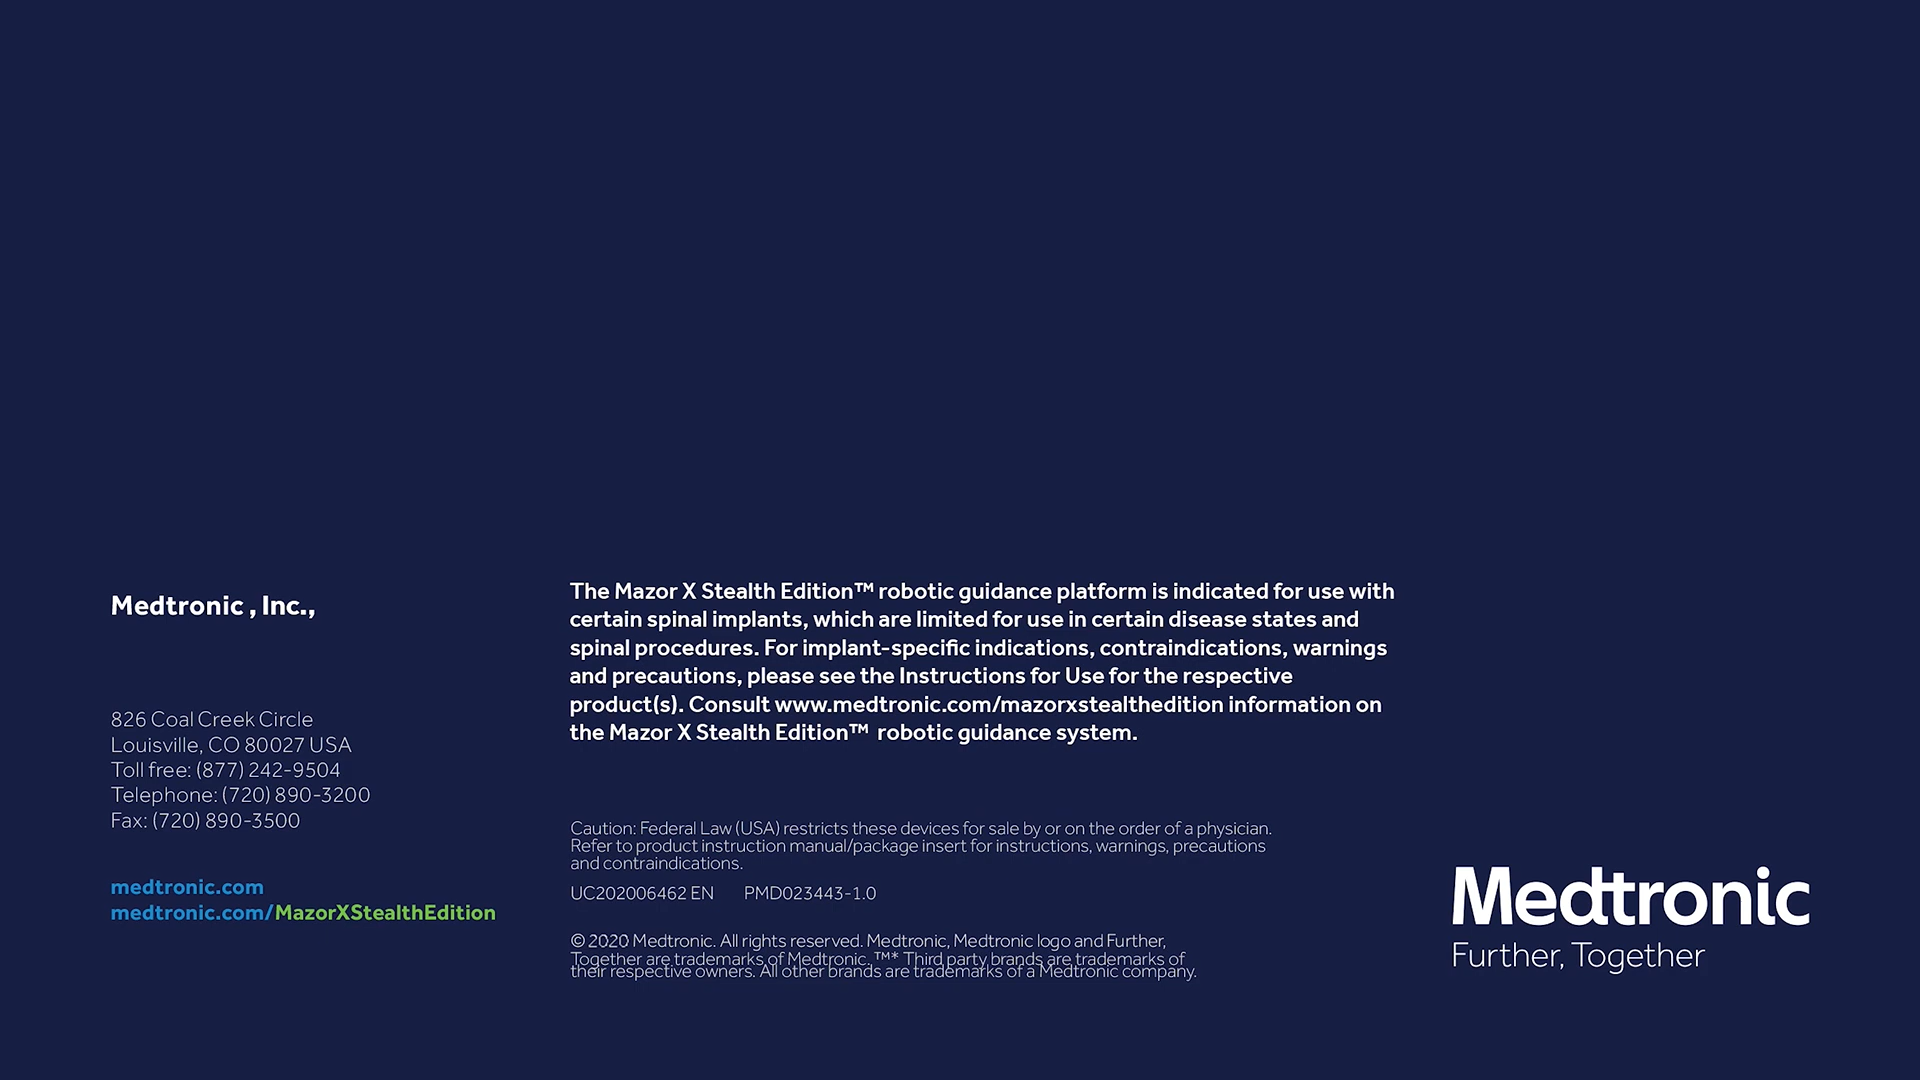 Medtronic , Inc.,
826 Coal Creek Circle
Louisville, CO 80027 USA
Toll free: (877) 242-9504
Telephone: (720) 890-3200
Fax: (720) 890-3500
medtronic.com
medtronic.com/MazorXStealthEdition
The Mazor X Stealth Edition™ robotic guidance platform is indicated for use with
certain spinal implants, which are limited for use in certain disease states and
spinal procedures. For implant-specific indications, contraindications, warnings
and precautions, please see the Instructions for Use for the respective
product(s). Consult www.medtronic.com/mazorxstealthedition information on
the Mazor X Stealth Edition™ robotic guidance system.
Caution: Federal Law (USA) restricts these devices for sale by or on the order of a physician.
Refer to product instruction manual/package insert for instructions, warnings, precautions
and contraindications.
UC202006462 EN PMD023443-1.0
© 2020 Medtronic. All rights reserved. Medtronic, Medtronic logo and Further,
Together are trademarks of Medtronic. ™* Third party brands are trademarks of
their respective owners. All other brands are trademarks of a Medtronic company.
Medtronic
Further, Together